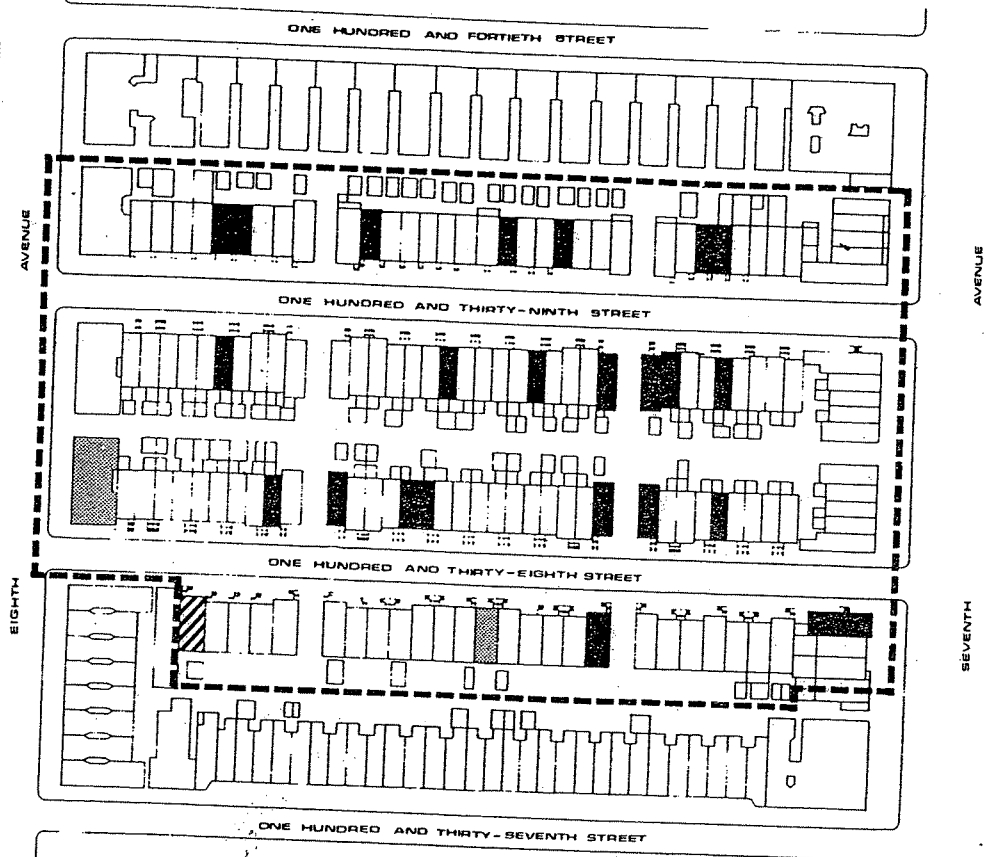 ONE HUNDRED AND FORTIETH STREET
AVENUE
AVENUE
ONE HUNDRED AND THIRTY-NINTH STREET
ONE HUNDRED AND THIRTY-EIGHTH STREET
EIGHTH
SEVENTH
ONE HUNDRED AND THIRTY-SEVENTH STREET